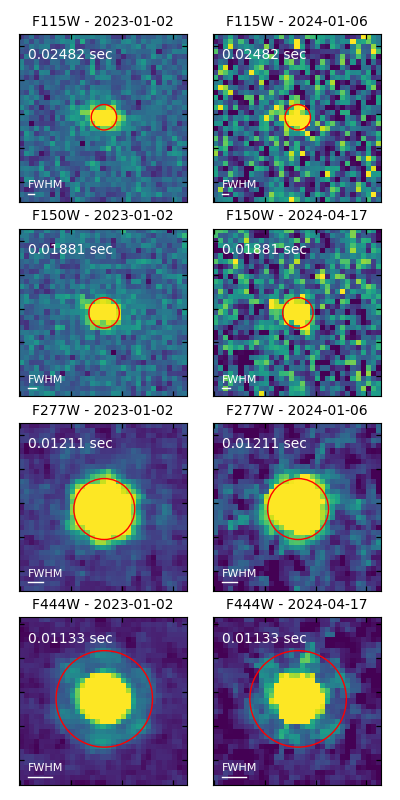 F115W - 2023-01-02
F115W - 2024-01-06
0.02482 sec
0.02482 sec
FWHM
FWHM
F150W - 2023-01-02
F150W - 2024-04-17
0.01881 sec
0.01881 sec
FWHM
FWHM
F277W - 2023-01-02
F277W - 2024-01-06
0.01211 sec
0.01211 sec
FWHM
FWHM
F444W - 2023-01-02
F444W - 2024-04-17
0.01133 sec
0.01133 sec
FWHM
FWHM